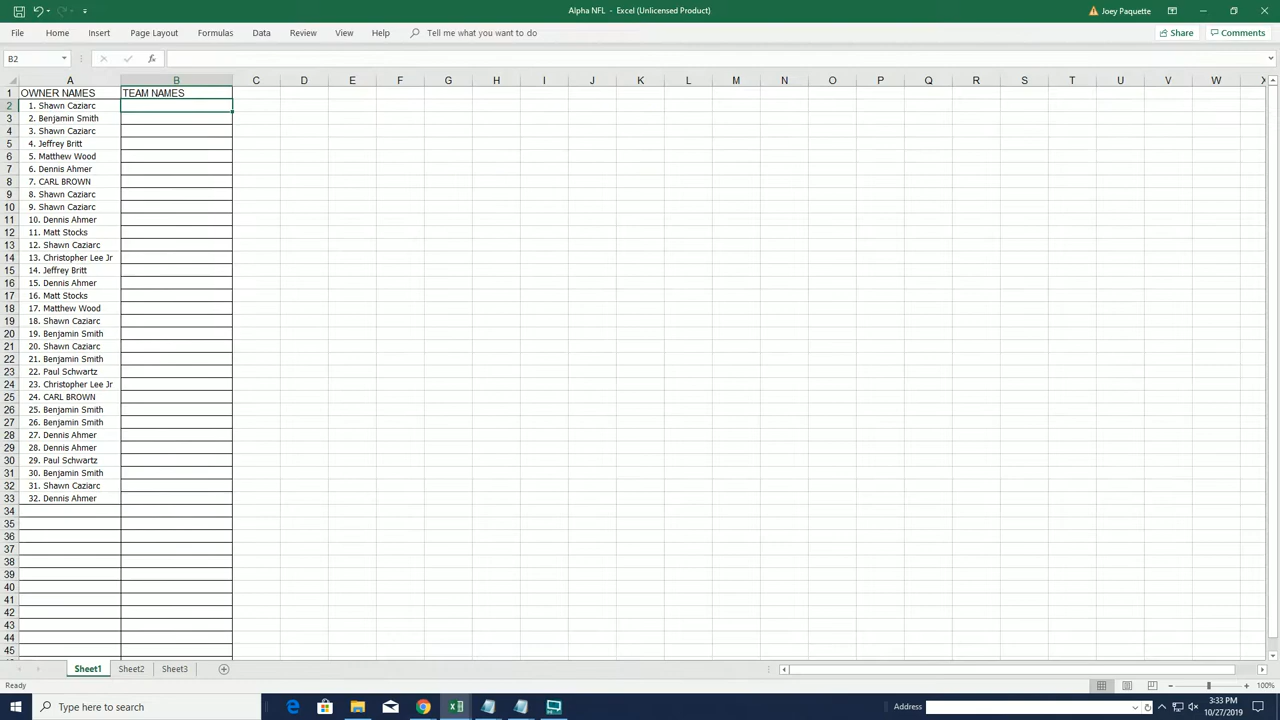 Alpha NFL - Excel (Unlicensed Product)
Joey Paquette
File Home Insert Page Layout Formulas Data Review View Help Tell me what you want to do
Share Comments
B2
fx
A B C D E F G H I J K L M N O P Q R S T U V W X
1 OWNER NAMES TEAM NAMES
2 1. Shawn Caziarc
3 2. Benjamin Smith
4 3. Shawn Caziarc
5 4. Jeffrey Britt
6 5. Matthew Wood
7 6. Dennis Ahmer
8 7. CARL BROWN
9 8. Shawn Caziarc
10 9. Shawn Caziarc
11 10. Dennis Ahmer
12 11. Matt Stocks
13 12. Shawn Caziarc
14 13. Christopher Lee Jr
15 14. Jeffrey Britt
16 15. Dennis Ahmer
17 16. Matt Stocks
18 17. Matthew Wood
19 18. Shawn Caziarc
20 19. Benjamin Smith
21 20. Shawn Caziarc
22 21. Benjamin Smith
23 22. Paul Schwartz
24 23. Christopher Lee Jr
25 24. CARL BROWN
26 25. Benjamin Smith
27 26. Benjamin Smith
28 27. Dennis Ahmer
29 28. Dennis Ahmer
30 29. Paul Schwartz
31 30. Benjamin Smith
32 31. Shawn Caziarc
33 32. Dennis Ahmer
34
35
36
37
38
39
40
41
42
43
44
45
Sheet1 Sheet2 Sheet3
Ready
100%
Type here to search
Address
3:33 PM
10/27/2019